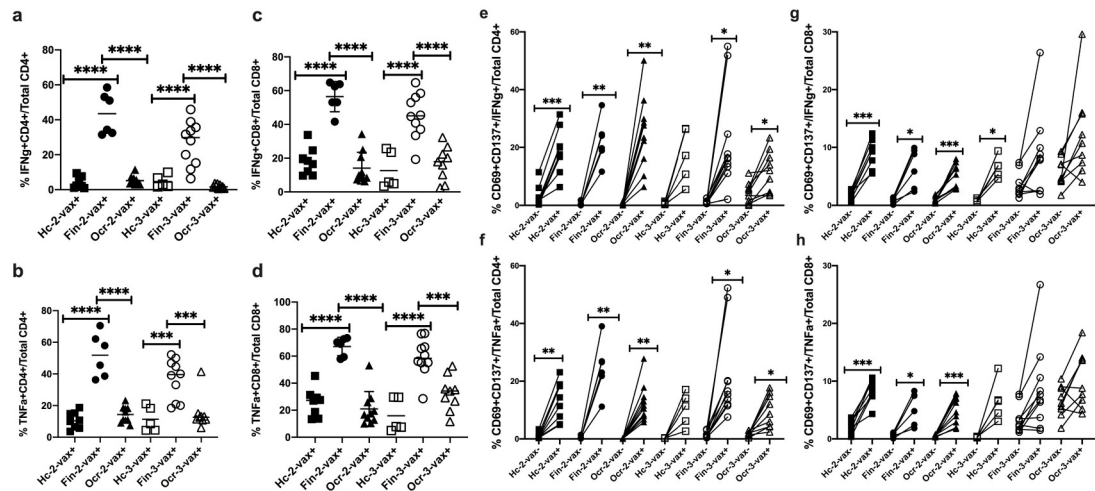 a
% IFNg+CD4+/Total CD4+
80
60
40
20
0
****
****
****
****
Hc-2-vax+
Fin-2-vax+
Ocr-2-vax+
Hc-3-vax+
Fin-3-vax+
Ocr-3-vax+
c
% IFNg+CD8+/Total CD8+
100
80
60
40
20
0
****
****
****
****
Hc-2-vax+
Fin-2-vax+
Ocr-2-vax+
Hc-3-vax+
Fin-3-vax+
Ocr-3-vax+
e
% CD69+CD137+/IFNg+/Total CD4+
60
40
20
0
***
**
**
*
*
Hc-2-vax-
Hc-2-vax+
Fin-2-vax-
Fin-2-vax+
Ocr-2-vax-
Ocr-2-vax+
Hc-3-vax-
Hc-3-vax+
Fin-3-vax-
Fin-3-vax+
Ocr-3-vax-
Ocr-3-vax+
g
% CD69+CD137+/IFNg+/Total CD8+
30
20
10
0
***
*
***
*
Hc-2-vax-
Hc-2-vax+
Fin-2-vax-
Fin-2-vax+
Ocr-2-vax-
Ocr-2-vax+
Hc-3-vax-
Hc-3-vax+
Fin-3-vax-
Fin-3-vax+
Ocr-3-vax-
Ocr-3-vax+
b
% TNFa+CD4+/Total CD4+
80
60
40
20
0
****
****
***
***
Hc-2-vax+
Fin-2-vax+
Ocr-2-vax+
Hc-3-vax+
Fin-3-vax+
Ocr-3-vax+
d
% TNFa+CD8+/Total CD8+
100
80
60
40
20
0
****
****
****
***
Hc-2-vax+
Fin-2-vax+
Ocr-2-vax+
Hc-3-vax+
Fin-3-vax+
Ocr-3-vax+
f
% CD69+CD137+/TNFa+/Total CD4+
60
40
20
0
**
**
**
*
*
Hc-2-vax-
Hc-2-vax+
Fin-2-vax-
Fin-2-vax+
Ocr-2-vax-
Ocr-2-vax+
Hc-3-vax-
Hc-3-vax+
Fin-3-vax-
Fin-3-vax+
Ocr-3-vax-
Ocr-3-vax+
h
% CD69+CD137+/TNFa+/Total CD8+
30
20
10
0
***
*
***
Hc-2-vax-
Hc-2-vax+
Fin-2-vax-
Fin-2-vax+
Ocr-2-vax-
Ocr-2-vax+
Hc-3-vax-
Hc-3-vax+
Fin-3-vax-
Fin-3-vax+
Ocr-3-vax-
Ocr-3-vax+